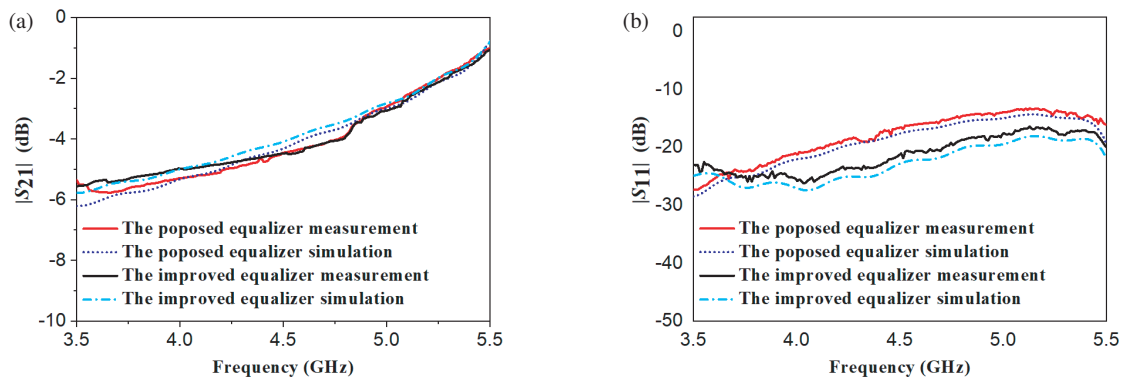 (a)
0
-2
-4
-6
-8
-10
|S21| (dB)
The poposed equalizer measurement
The poposed equalizer simulation
The improved equalizer measurement
The improved equalizer simulation
3.5 4.0 4.5 5.0 5.5
Frequency (GHz)
(b)
0
-10
-20
-30
-40
-50
|S11| (dB)
The poposed equalizer measurement
The poposed equalizer simulation
The improved equalizer measurement
The improved equalizer simulation
3.5 4.0 4.5 5.0 5.5
Frequency (GHz)